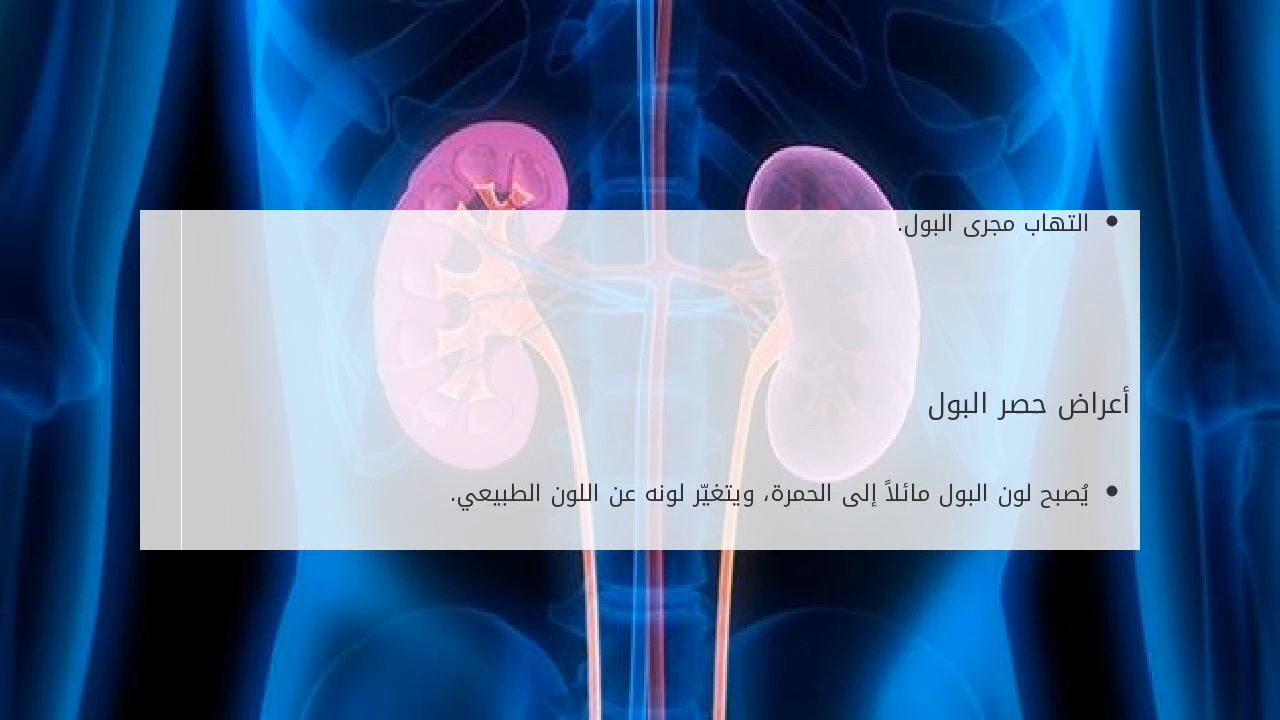 التهاب مجرى البول.
أعراض حصر البول
يُصبح لون البول مائلاً إلى الحمرة، ويتغيّر لونه عن اللون الطبيعي.